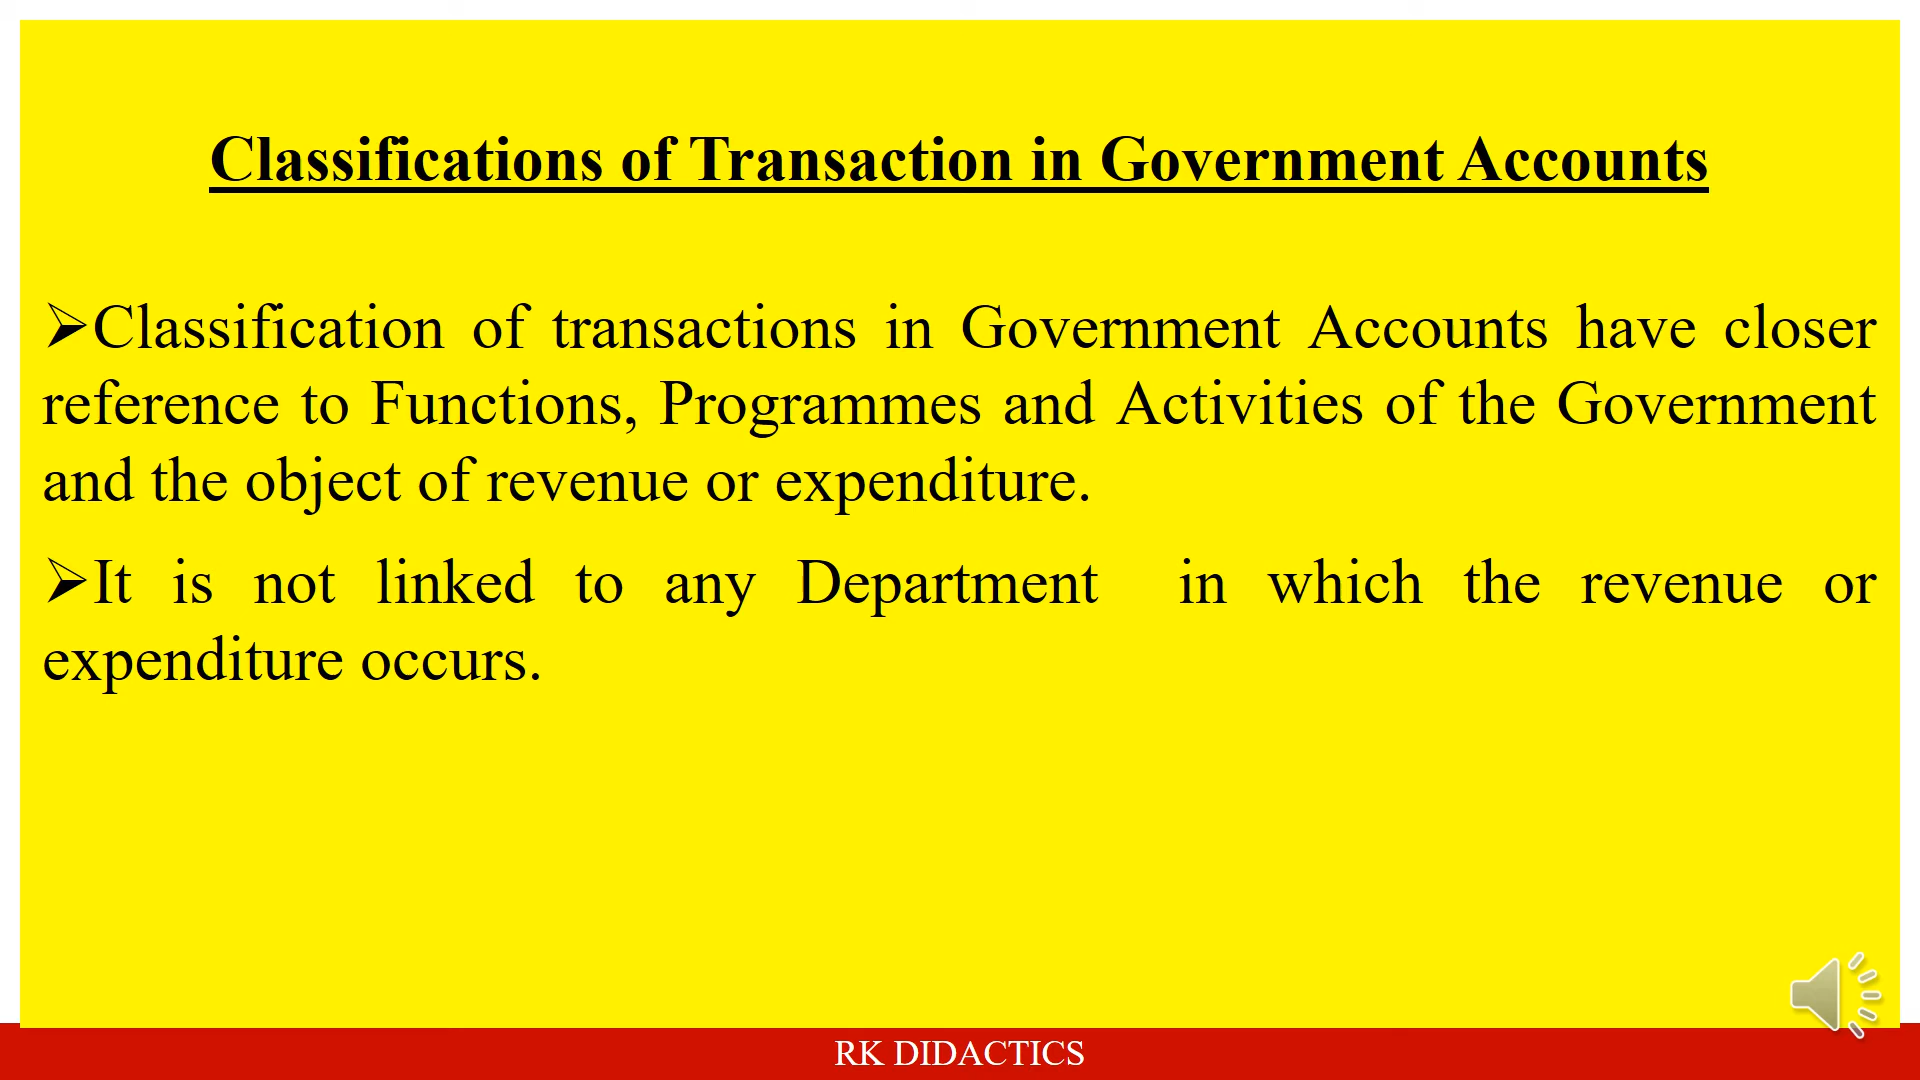 Classifications of Transaction in Government Accounts
➢Classification of transactions in Government Accounts have closer
reference to Functions, Programmes and Activities of the Government
and the object of revenue or expenditure.
➢It is not linked to any Department in which the revenue or
expenditure occurs.
RK DIDACTICS